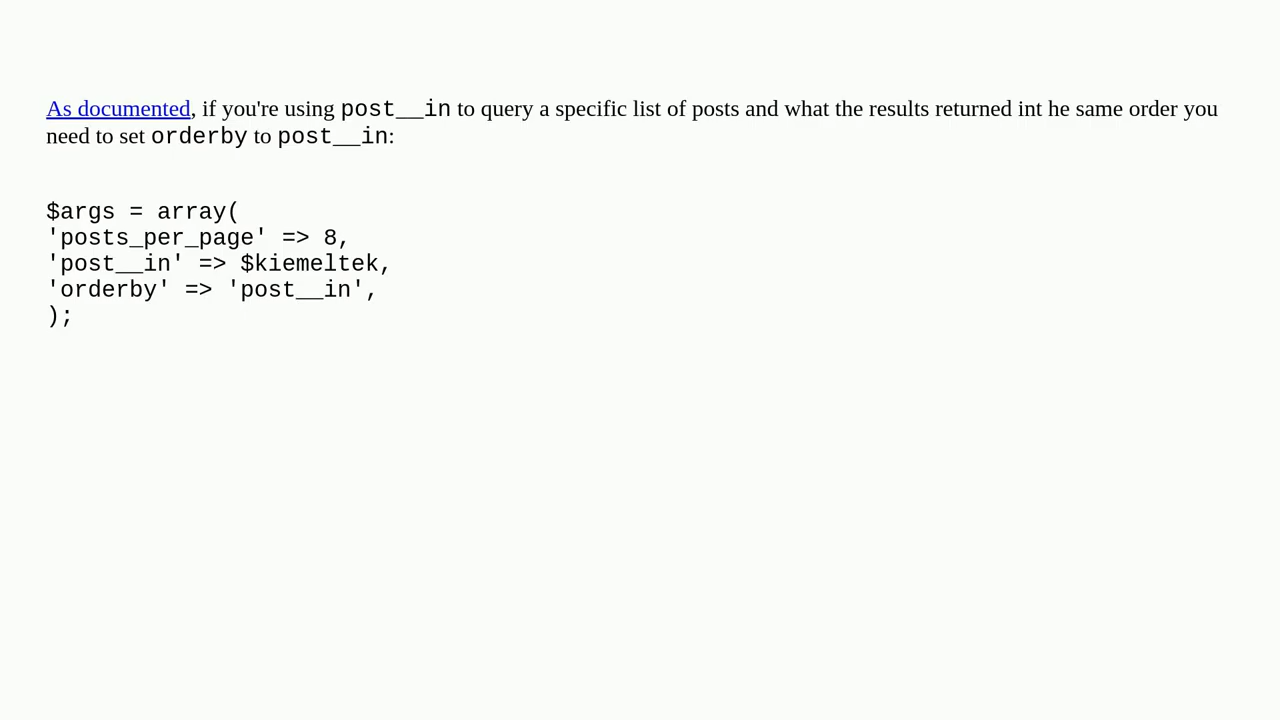 As documented, if you're using post__in to query a specific list of posts and what the results returned int he same order you
need to set orderby to post__in:
$args = array(
'posts_per_page' => 8,
'post__in' => $kiemeltek,
'orderby' => 'post__in',
);